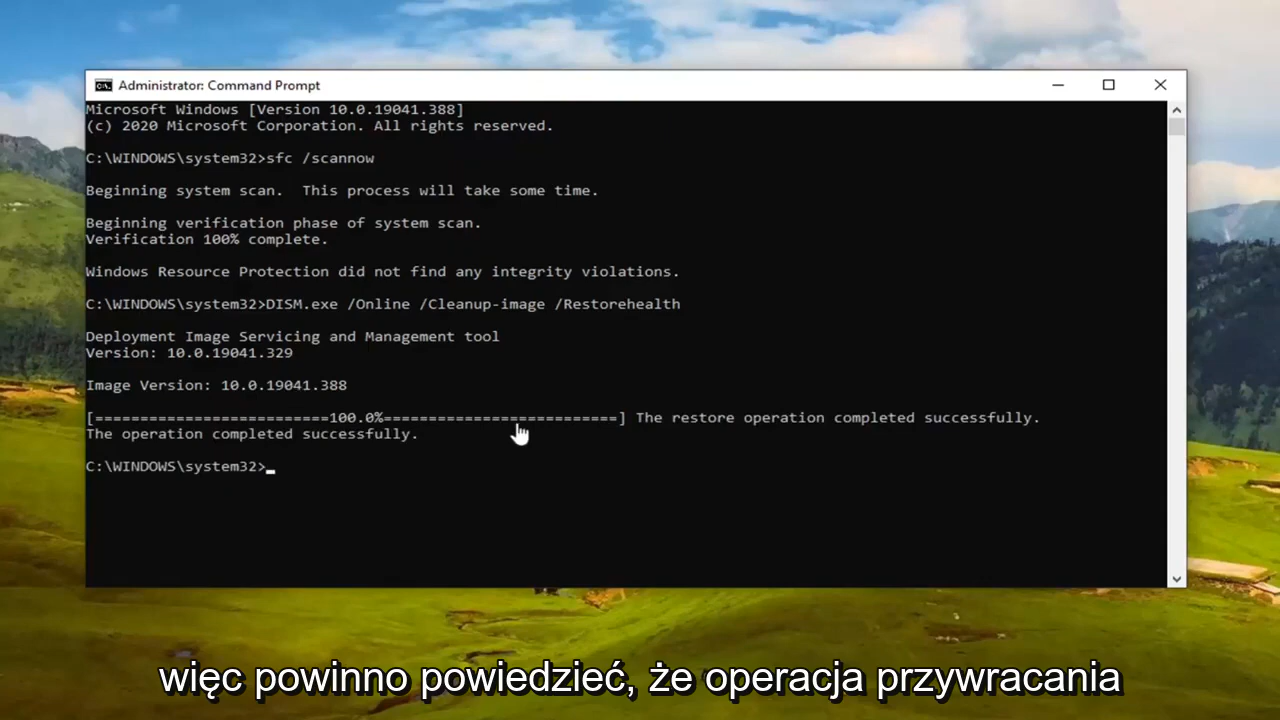 Administrator: Command Prompt
Microsoft Windows [Version 10.0.19041.388]
(c) 2020 Microsoft Corporation. All rights reserved.
C:\WINDOWS\system32>sfc /scannow
Beginning system scan.  This process will take some time.
Beginning verification phase of system scan.
Verification 100% complete.
Windows Resource Protection did not find any integrity violations.
C:\WINDOWS\system32>DISM.exe /Online /Cleanup-image /Restorehealth
Deployment Image Servicing and Management tool
Version: 10.0.19041.329
Image Version: 10.0.19041.388
[==========================100.0%==========================] The restore operation completed successfully.
The operation completed successfully.
C:\WINDOWS\system32>
więc powinno powiedzieć, że operacja przywracania